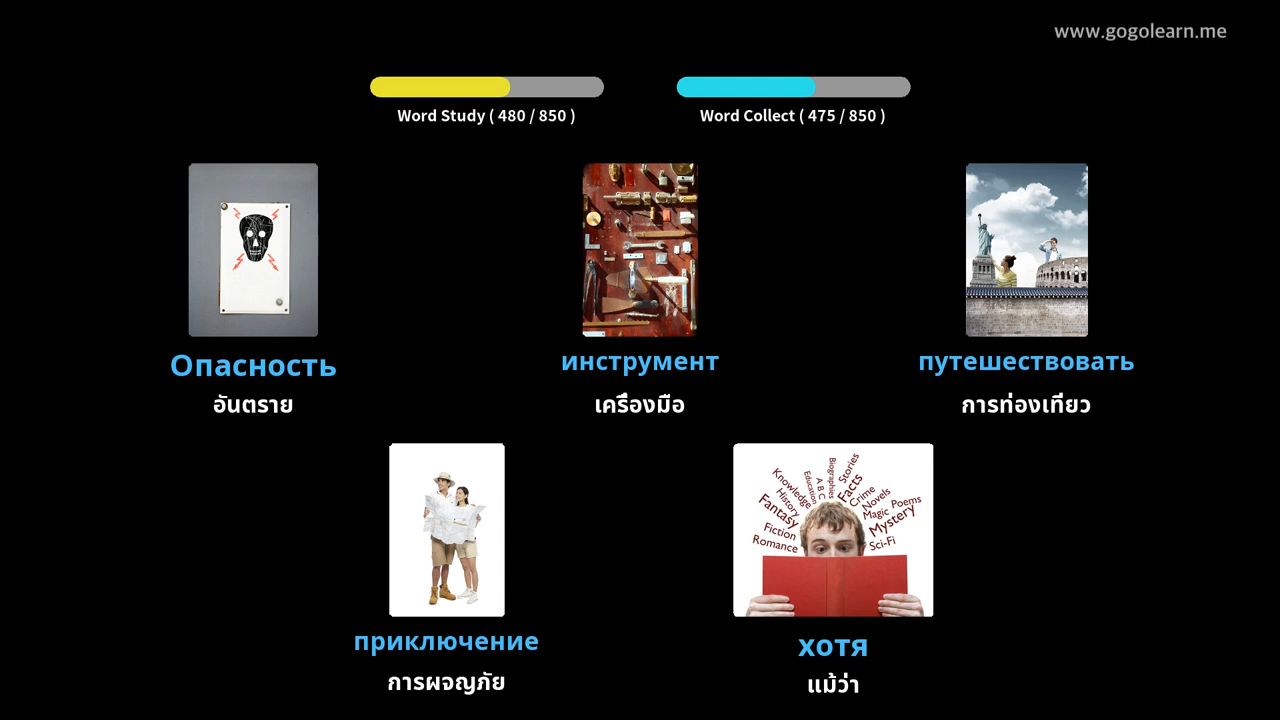 www.gogolearn.me
Word Study ( 480 / 850 )
Word Collect ( 475 / 850 )
Опасность
อันตราย
инструмент
เครื่องมือ
путешествовать
การท่องเที่ยว
приключение
การผจญภัย
Knowledge
History
Fantasy
Fiction
Romance
Education
A B C
Biographies
Stories
Facts
Crime
Novels
Magic
Poems
Mystery
Sci-Fi
хотя
แม้ว่า